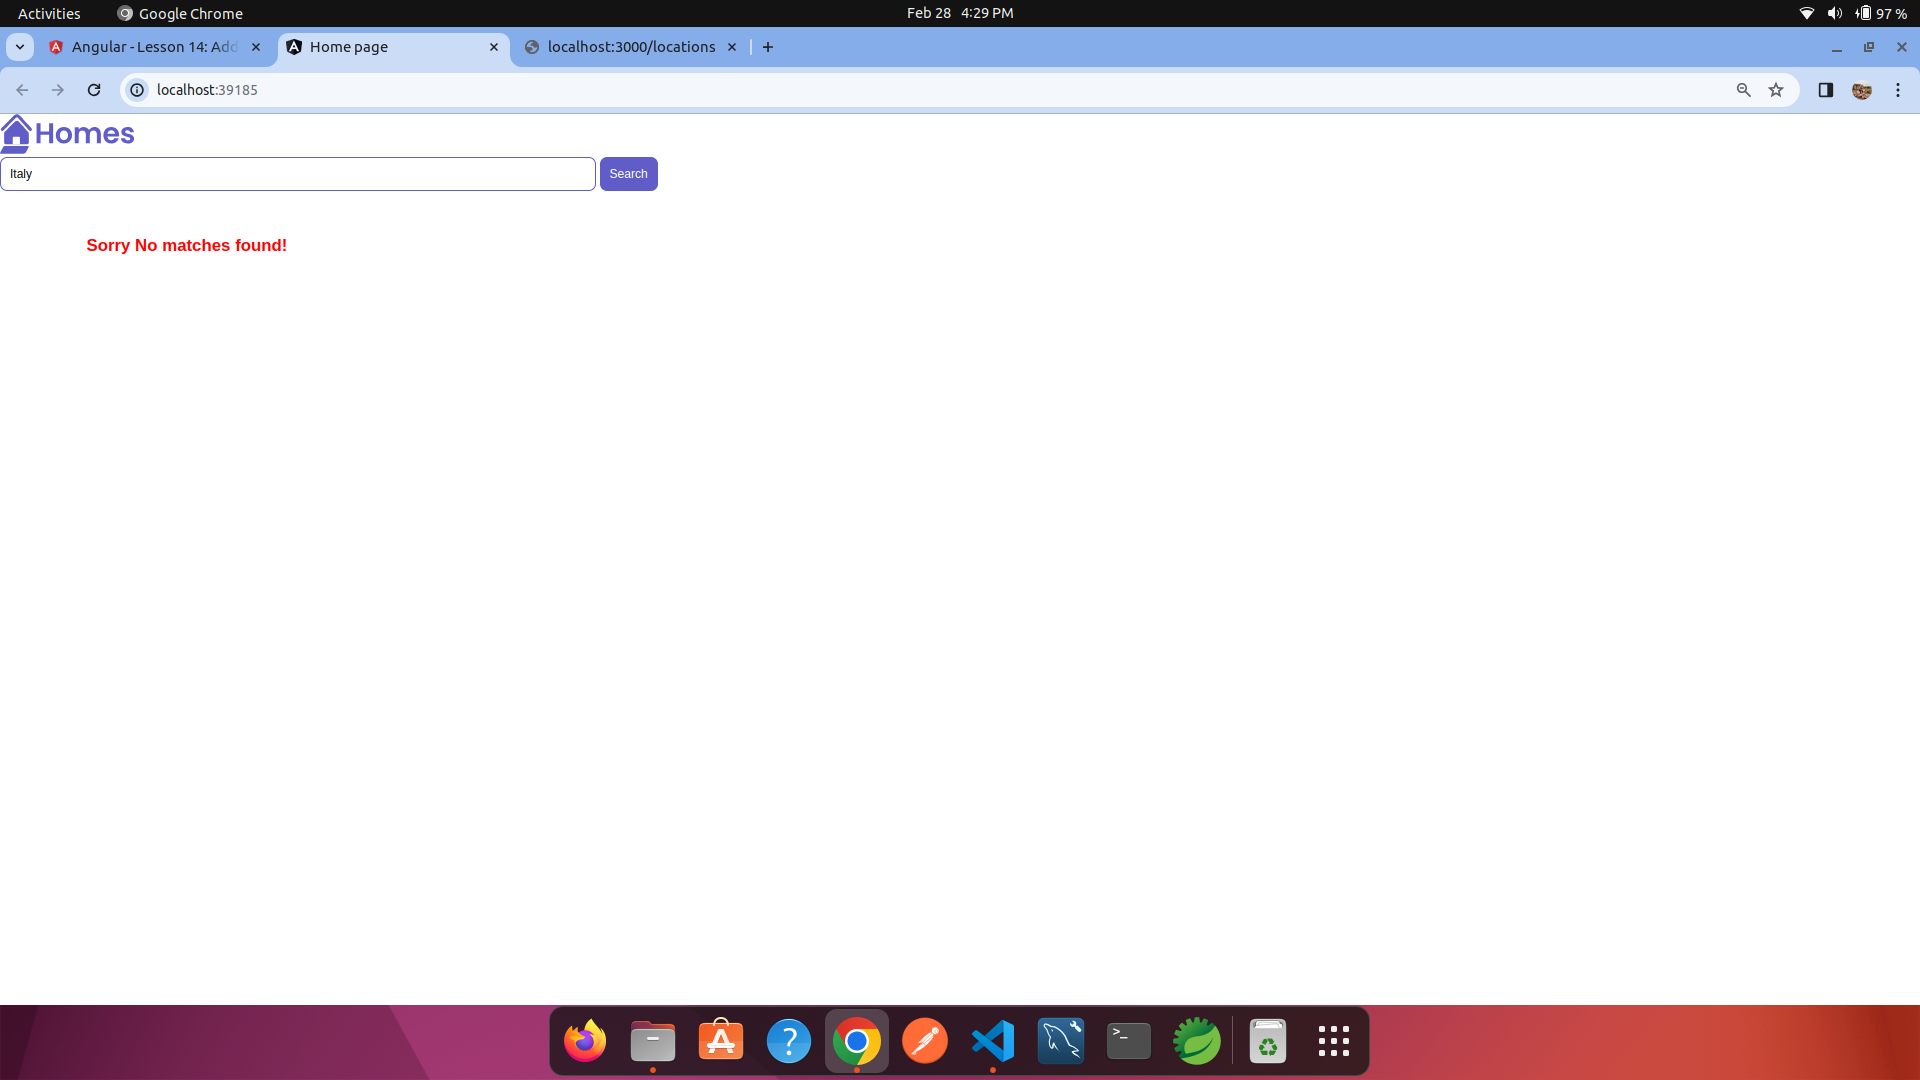 Activities Google Chrome Feb 28 4:29 PM 97 %
Angular - Lesson 14: Add Home page localhost:3000/locations
localhost:39185
Homes
Italy Search
Sorry No matches found!